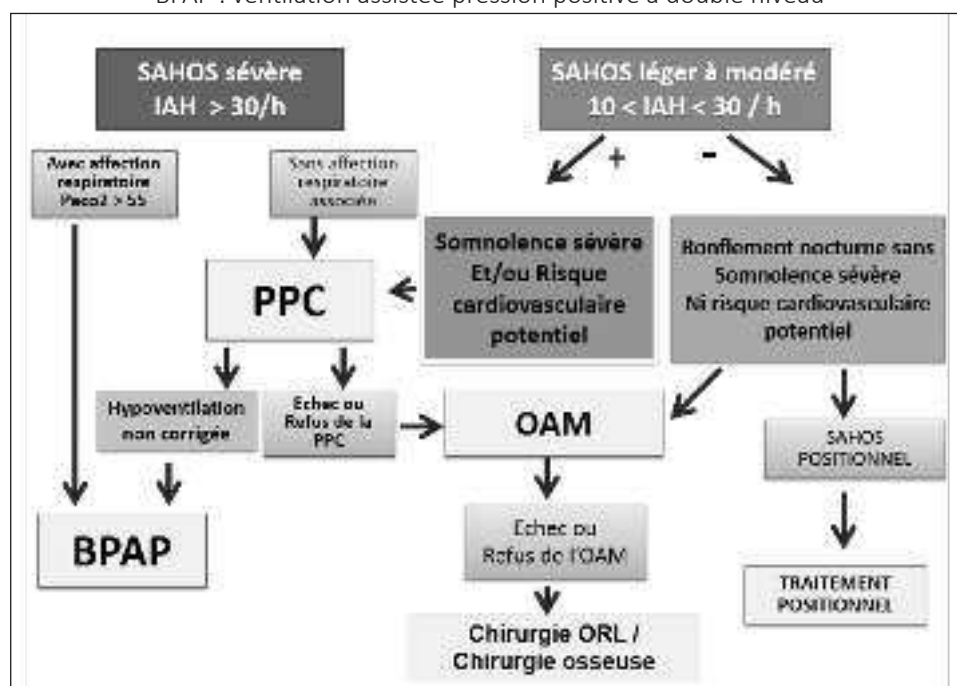 BPAP : ventilation assistée pression positive à double niveau
SAHOS sévère
IAH > 30/h
SAHOS léger à modéré
10 < IAH < 30 / h
+
-
Avec affection
respiratoire
Paco2 > 55
Sans affection
respiratoire
associée
Somnolence sévère
Et/ou Risque
cardiovasculaire
potentiel
Ronflement nocturne sans
Somnolence sévère
Ni risque cardiovasculaire
potentiel
PPC
Hypoventilation
non corrigée
Echec ou
Refus de la
PPC
OAM
SAHOS
POSITIONNEL
BPAP
Echec ou
Refus de l'OAM
TRAITEMENT
POSITIONNEL
Chirurgie ORL /
Chirurgie osseuse